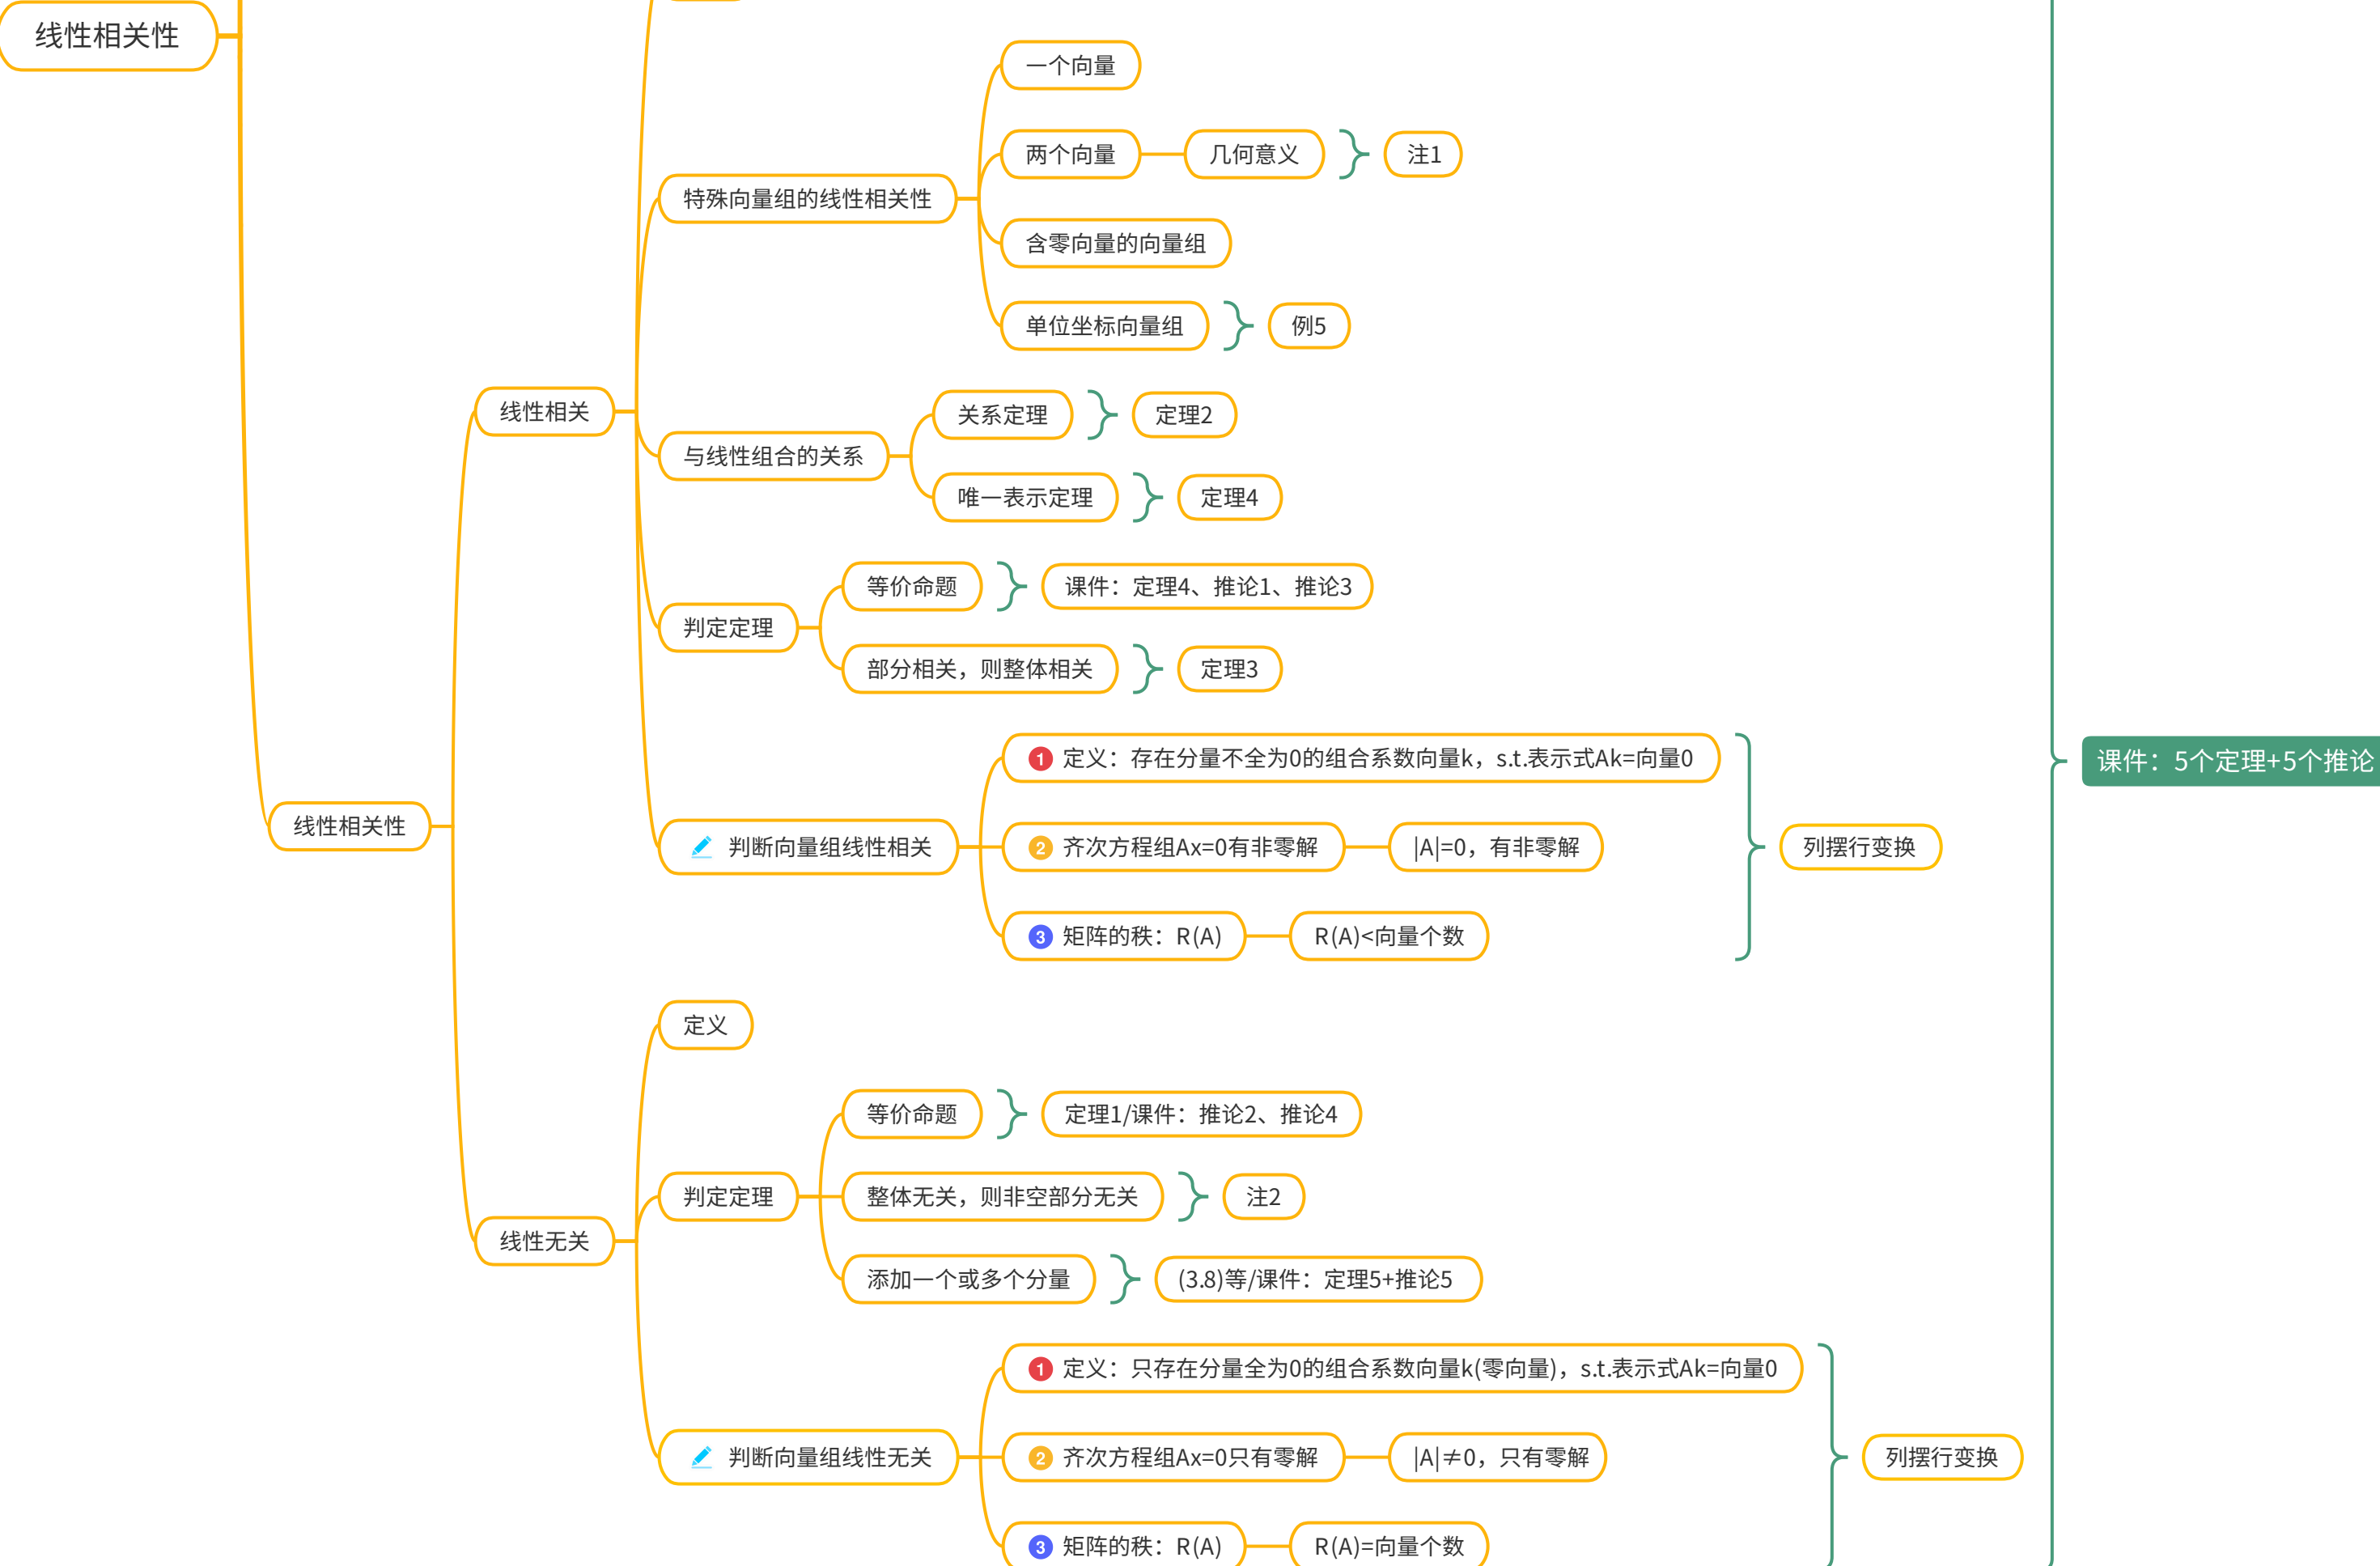 线性相关性
一个向量
两个向量
几何意义
注1
特殊向量组的线性相关性
含零向量的向量组
单位坐标向量组
例5
线性相关
关系定理
定理2
与线性组合的关系
唯一表示定理
定理4
等价命题
课件：定理4、推论1、推论3
判定定理
部分相关，则整体相关
定理3
1 定义：存在分量不全为0的组合系数向量k，s.t.表示式Ak=向量0
课件：5个定理+5个推论
线性相关性
判断向量组线性相关
2 齐次方程组Ax=0有非零解
|A|=0，有非零解
列摆行变换
3 矩阵的秩：R(A)
R(A)<向量个数
定义
等价命题
定理1/课件：推论2、推论4
判定定理
整体无关，则非空部分无关
注2
线性无关
添加一个或多个分量
(3.8)等/课件：定理5+推论5
1 定义：只存在分量全为0的组合系数向量k(零向量)，s.t.表示式Ak=向量0
判断向量组线性无关
2 齐次方程组Ax=0只有零解
|A|≠0，只有零解
列摆行变换
3 矩阵的秩：R(A)
R(A)=向量个数